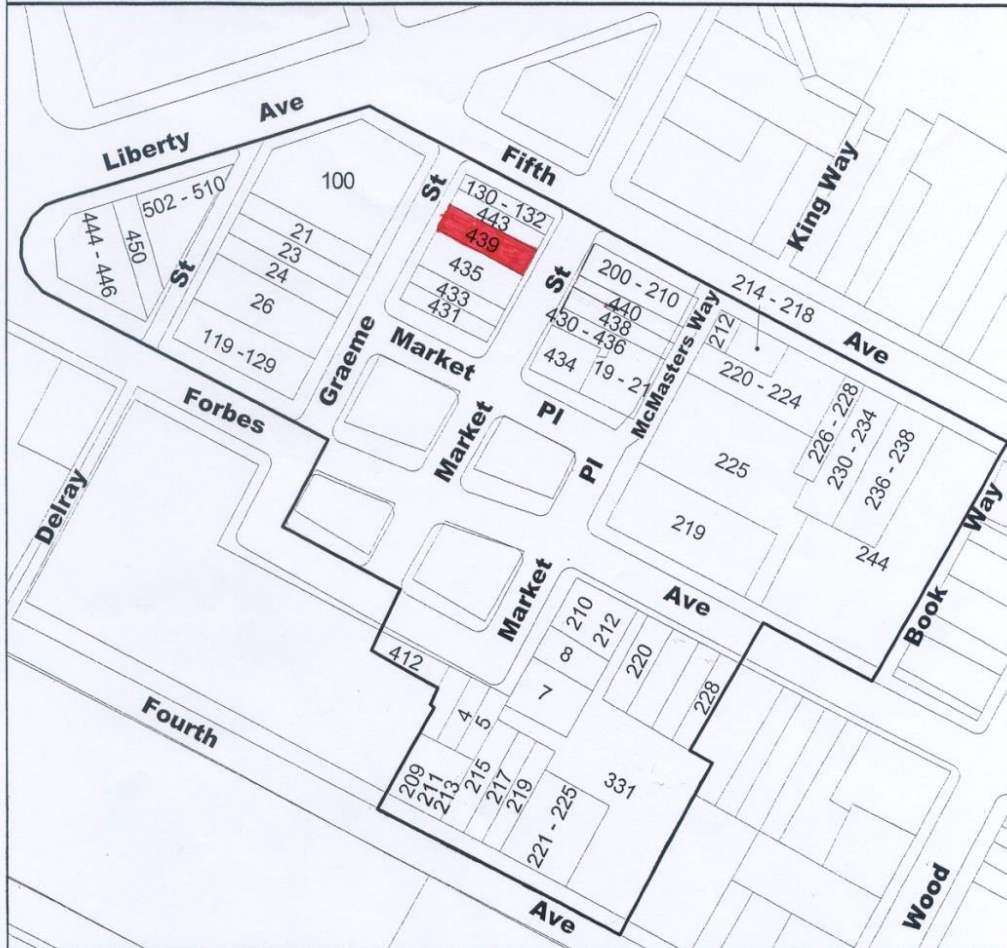 Liberty Ave
Fifth
King Way
502 - 510
100
St
130 - 132
443
439
444 - 446
450
St
21
23
24
26
119 -129
435
433
431
St
200 - 210
440
438
430 - 436
434
19 - 21
McMasters Way
212
214 - 218
220 - 224
Ave
226 - 228
230 - 234
236 - 238
Graeme
Market
Pl
Forbes
Market
Pl
225
219
244
Way
Book
Delray
Market
Ave
210
212
8
7
220
228
412
4
5
Fourth
209
211
213
215
217
219
221 - 225
331
Ave
Wood